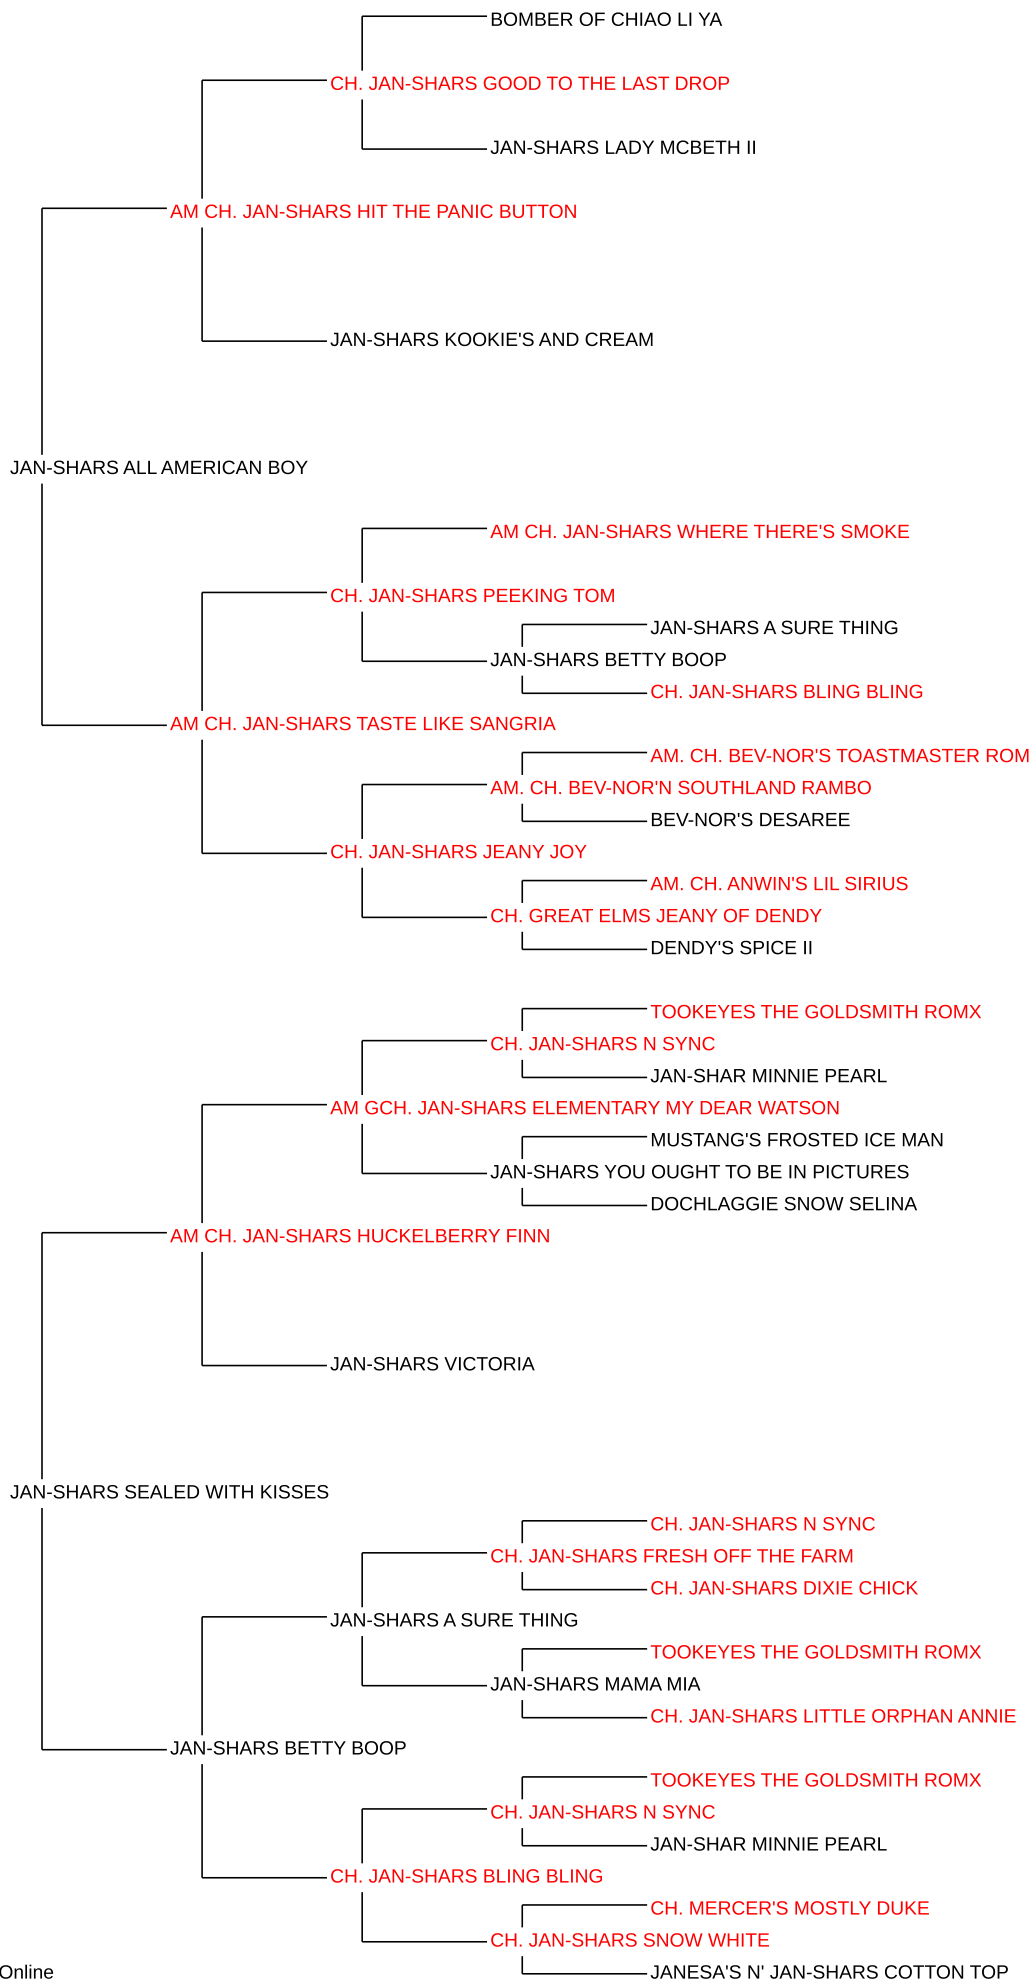 BOMBER OF CHIAO LI YA
CH. JAN-SHARS GOOD TO THE LAST DROP
JAN-SHARS LADY MCBETH II
AM CH. JAN-SHARS HIT THE PANIC BUTTON
JAN-SHARS KOOKIE'S AND CREAM
JAN-SHARS ALL AMERICAN BOY
AM CH. JAN-SHARS WHERE THERE'S SMOKE
CH. JAN-SHARS PEEKING TOM
JAN-SHARS A SURE THING
JAN-SHARS BETTY BOOP
CH. JAN-SHARS BLING BLING
AM CH. JAN-SHARS TASTE LIKE SANGRIA
AM. CH. BEV-NOR'S TOASTMASTER ROM
AM. CH. BEV-NOR'N SOUTHLAND RAMBO
BEV-NOR'S DESAREE
CH. JAN-SHARS JEANY JOY
AM. CH. ANWIN'S LIL SIRIUS
CH. GREAT ELMS JEANY OF DENDY
DENDY'S SPICE II
TOOKEYES THE GOLDSMITH ROMX
CH. JAN-SHARS N SYNC
JAN-SHAR MINNIE PEARL
AM GCH. JAN-SHARS ELEMENTARY MY DEAR WATSON
MUSTANG'S FROSTED ICE MAN
JAN-SHARS YOU OUGHT TO BE IN PICTURES
DOCHLAGGIE SNOW SELINA
AM CH. JAN-SHARS HUCKELBERRY FINN
JAN-SHARS VICTORIA
JAN-SHARS SEALED WITH KISSES
CH. JAN-SHARS N SYNC
CH. JAN-SHARS FRESH OFF THE FARM
CH. JAN-SHARS DIXIE CHICK
JAN-SHARS A SURE THING
TOOKEYES THE GOLDSMITH ROMX
JAN-SHARS MAMA MIA
CH. JAN-SHARS LITTLE ORPHAN ANNIE
JAN-SHARS BETTY BOOP
TOOKEYES THE GOLDSMITH ROMX
CH. JAN-SHARS N SYNC
JAN-SHAR MINNIE PEARL
CH. JAN-SHARS BLING BLING
CH. MERCER'S MOSTLY DUKE
CH. JAN-SHARS SNOW WHITE
JANESA'S N' JAN-SHARS COTTON TOP
Online